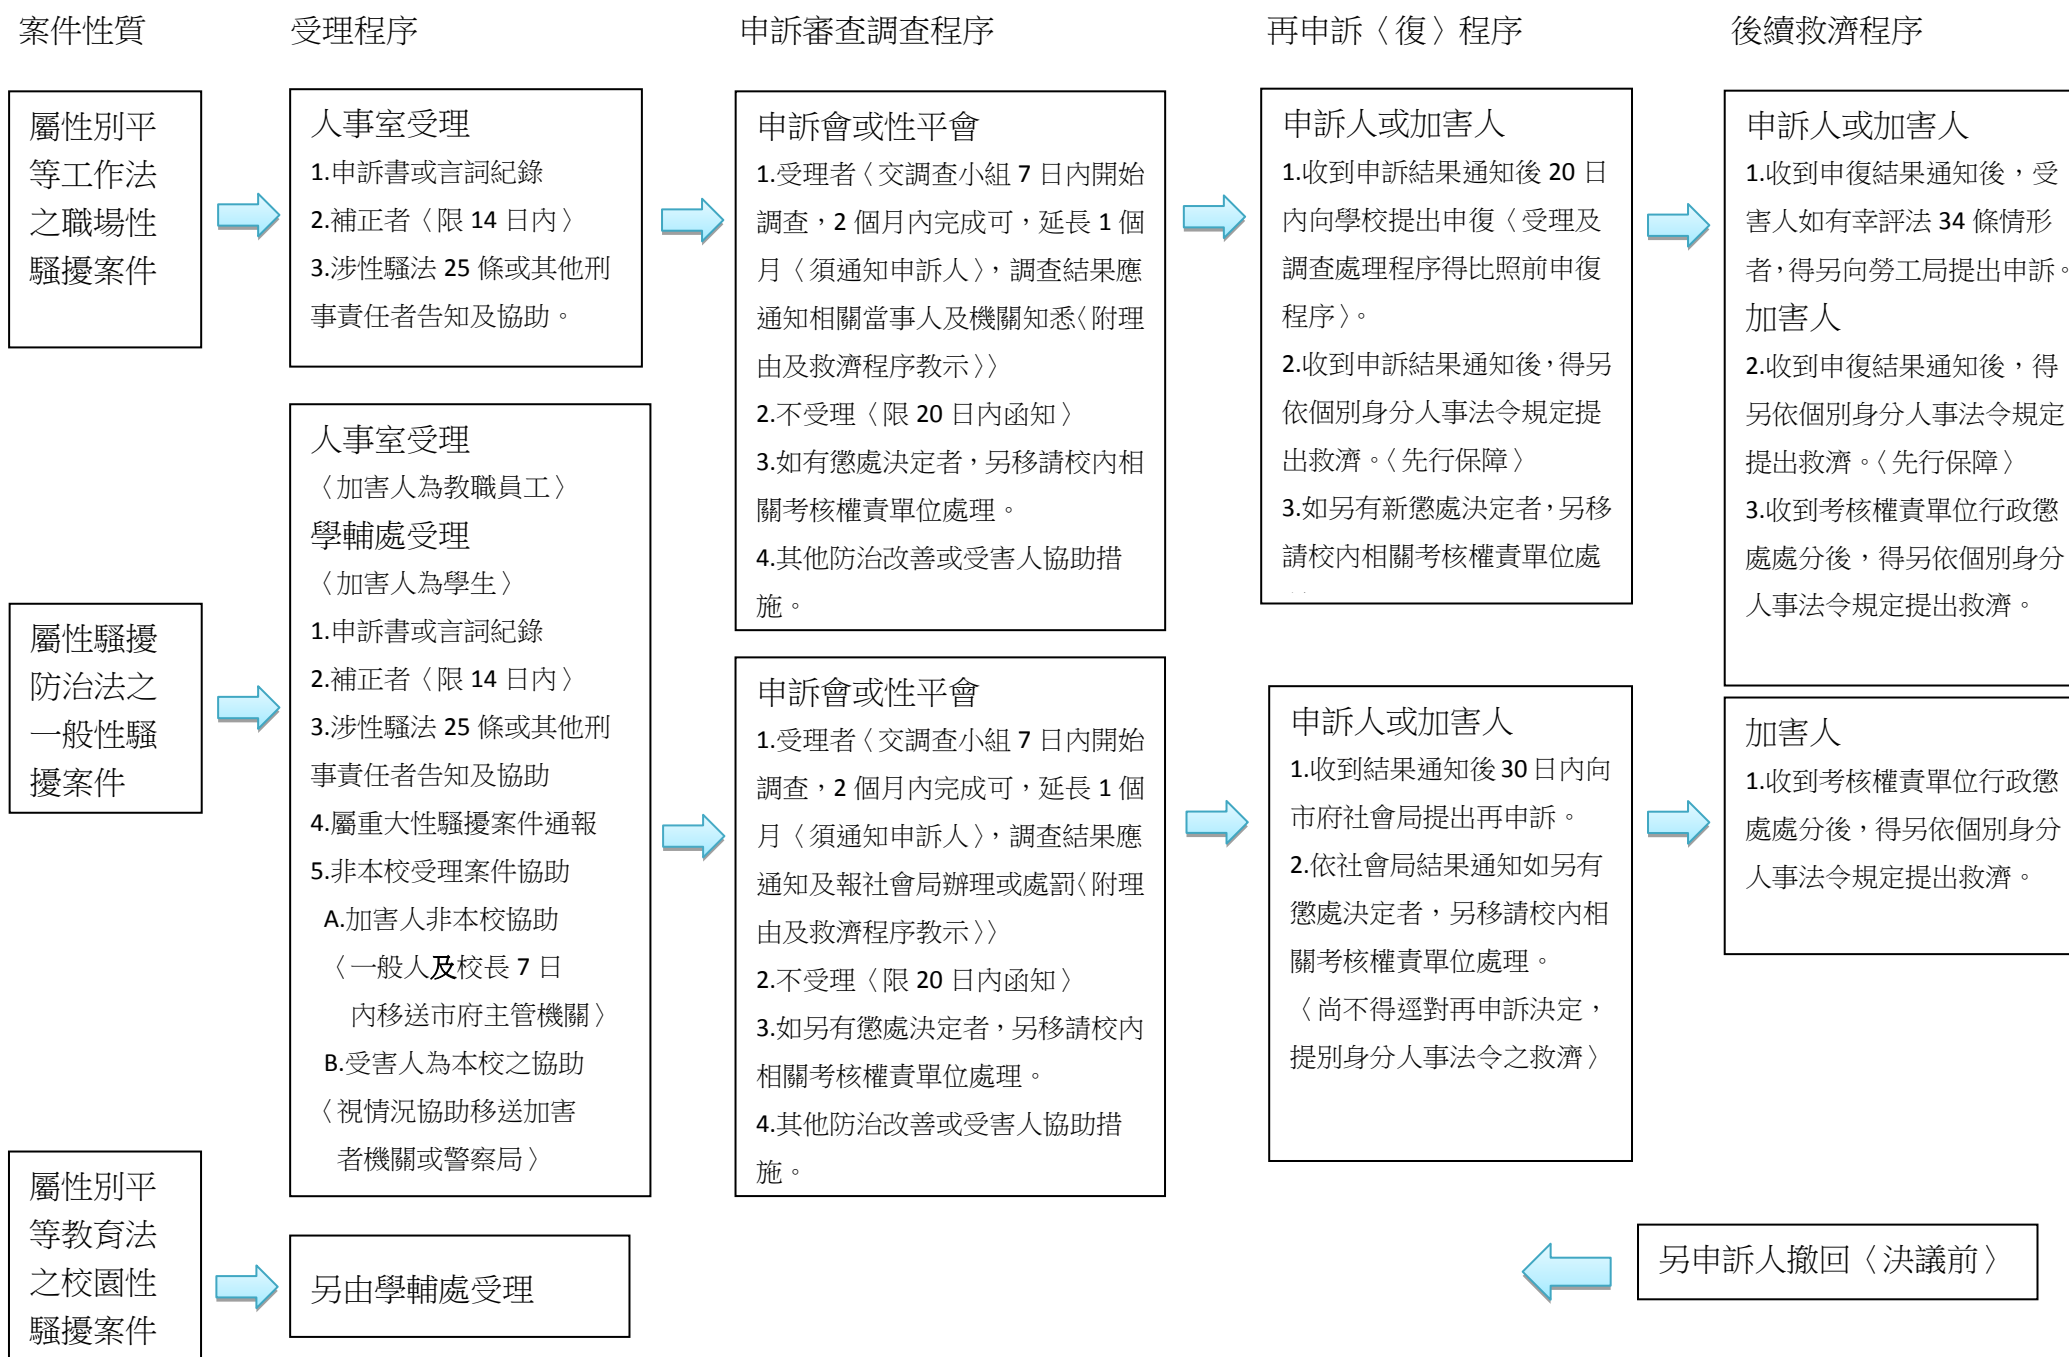 案件性質
受理程序
申訴審查調查程序
再申訴〈復〉程序
後續救濟程序
屬性別平
等工作法
之職場性
騷擾案件
人事室受理
1.申訴書或言詞紀錄
2.補正者〈限 14 日內〉
3.涉性騷法 25 條或其他刑
事責任者告知及協助。
申訴會或性平會
1.受理者〈交調查小組 7 日內開始
調查，2 個月內完成可，延長 1 個
月〈須通知申訴人〉，調查結果應
通知相關當事人及機關知悉〈附理
由及救濟程序教示〉〉
2.不受理〈限 20 日內函知〉
3.如有懲處決定者，另移請校內相
關考核權責單位處理。
4.其他防治改善或受害人協助措
施。
申訴人或加害人
1.收到申訴結果通知後 20 日
內向學校提出申復〈受理及
調查處理程序得比照前申復
程序〉。
2.收到申訴結果通知後，得另
依個別身分人事法令規定提
出救濟。〈先行保障〉
3.如另有新懲處決定者，另移
請校內相關考核權責單位處
申訴人或加害人
1.收到申復結果通知後，受
害人如有幸評法 34 條情形
者，得另向勞工局提出申訴。
加害人
2.收到申復結果通知後，得
另依個別身分人事法令規定
提出救濟。〈先行保障〉
3.收到考核權責單位行政懲
處處分後，得另依個別身分
人事法令規定提出救濟。
屬性騷擾
防治法之
一般性騷
擾案件
人事室受理
〈加害人為教職員工〉
學輔處受理
〈加害人為學生〉
1.申訴書或言詞紀錄
2.補正者〈限 14 日內〉
3.涉性騷法 25 條或其他刑
事責任者告知及協助
4.屬重大性騷擾案件通報
5.非本校受理案件協助
A.加害人非本校協助
〈一般人及校長 7 日
內移送市府主管機關〉
B.受害人為本校之協助
〈視情況協助移送加害
者機關或警察局〉
申訴會或性平會
1.受理者〈交調查小組 7 日內開始
調查，2 個月內完成可，延長 1 個
月〈須通知申訴人〉，調查結果應
通知及報社會局辦理或處罰〈附理
由及救濟程序教示〉〉
2.不受理〈限 20 日內函知〉
3.如另有懲處決定者，另移請校內
相關考核權責單位處理。
4.其他防治改善或受害人協助措
施。
申訴人或加害人
1.收到結果通知後 30 日內向
市府社會局提出再申訴。
2.依社會局結果通知如另有
懲處決定者，另移請校內相
關考核權責單位處理。
〈尚不得逕對再申訴決定，
提別身分人事法令之救濟〉
加害人
1.收到考核權責單位行政懲
處處分後，得另依個別身分
人事法令規定提出救濟。
屬性別平
等教育法
之校園性
騷擾案件
另由學輔處受理
另申訴人撤回〈決議前〉